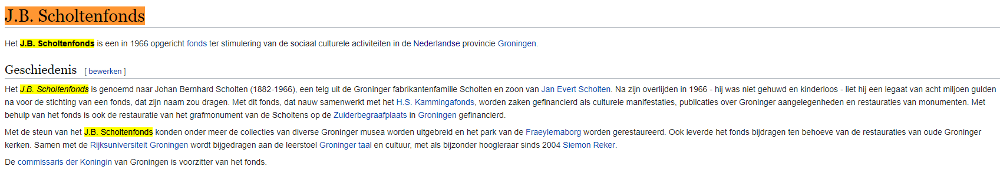 J.B. Scholtenfonds
Het J.B. Scholtenfonds is een in 1966 opgericht fonds ter stimulering van de sociaal culturele activiteiten in de Nederlandse provincie Groningen.
Geschiedenis [ bewerken ]
Het J.B. Scholtenfonds is genoemd naar Johan Bernhard Scholten (1882-1966), een telg uit de Groninger fabrikantenfamilie Scholten en zoon van Jan Evert Scholten. Na zijn overlijden in 1966 - hij was niet gehuwd en kinderloos - liet hij een legaat van acht miljoen gulden
na voor de stichting van een fonds, dat zijn naam zou dragen. Met dit fonds, dat nauw samenwerkt met het H.S. Kammingafonds, worden zaken gefinancierd als culturele manifestaties, publicaties over Groninger aangelegenheden en restauraties van monumenten. Met
behulp van het fonds is ook de restauratie van het grafmonument van de Scholtens op de Zuiderbegraafplaats in Groningen gefinancierd.
Met de steun van het J.B. Scholtenfonds konden onder meer de collecties van diverse Groninger musea worden uitgebreid en het park van de Fraeylemaborg worden gerestaureerd. Ook leverde het fonds bijdragen ten behoeve van de restauraties van oude Groninger
kerken. Samen met de Rijksuniversiteit Groningen wordt bijgedragen aan de leerstoel Groninger taal en cultuur, met als bijzonder hoogleraar sinds 2004 Siemon Reker.
De commissaris der Koningin van Groningen is voorzitter van het fonds.